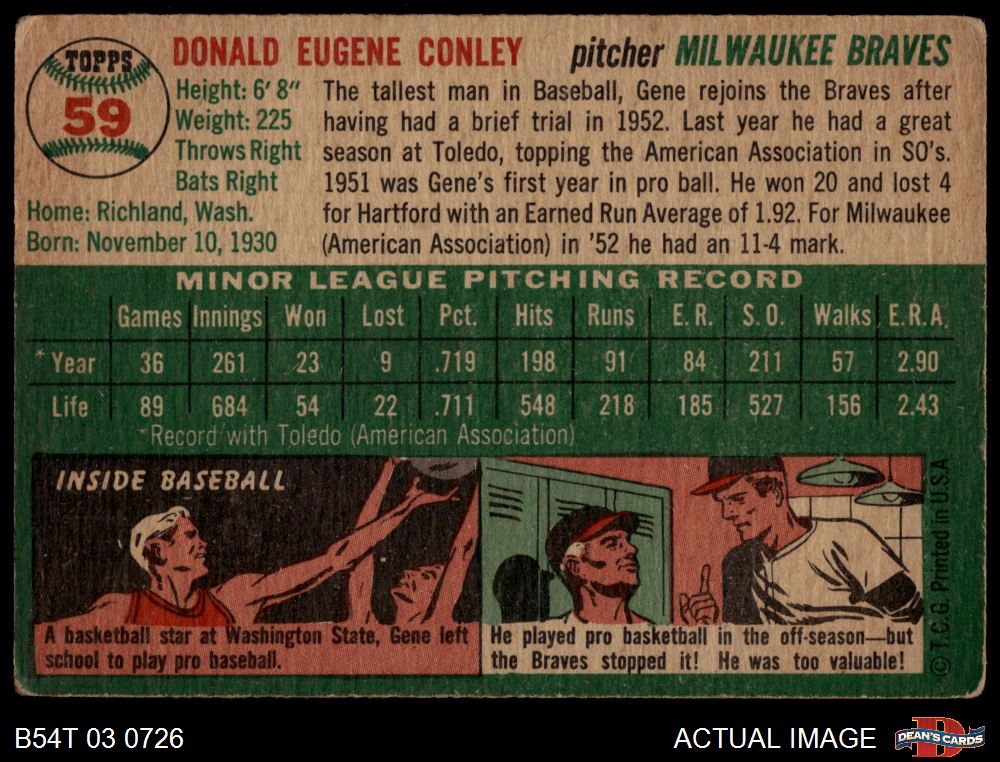 TOPPS
59
DONALD EUGENE CONLEY pitcher MILWAUKEE BRAVES
Height: 6' 8"
Weight: 225
Throws Right
Bats Right
Home: Richland, Wash.
Born: November 10, 1930
The tallest man in Baseball, Gene rejoins the Braves after
having had a brief trial in 1952. Last year he had a great
season at Toledo, topping the American Association in SO's.
1951 was Gene's first year in pro ball. He won 20 and lost 4
for Hartford with an Earned Run Average of 1.92. For Milwaukee
(American Association) in '52 he had an 11-4 mark.
MINOR LEAGUE PITCHING RECORD
Games Innings Won Lost Pct. Hits Runs E.R. S.O. Walks E.R.A.
* Year 36 261 23 9 .719 198 91 84 211 57 2.90
Life 89 684 54 22 .711 548 218 185 527 156 2.43
*Record with Toledo (American Association)
INSIDE BASEBALL
A basketball star at Washington State, Gene left
school to play pro baseball.
He played pro basketball in the off-season—but
the Braves stopped it! He was too valuable!
© T.C.G. Printed in U.S.A
B54T 03 0726
ACTUAL IMAGE
DEAN'S CARDS